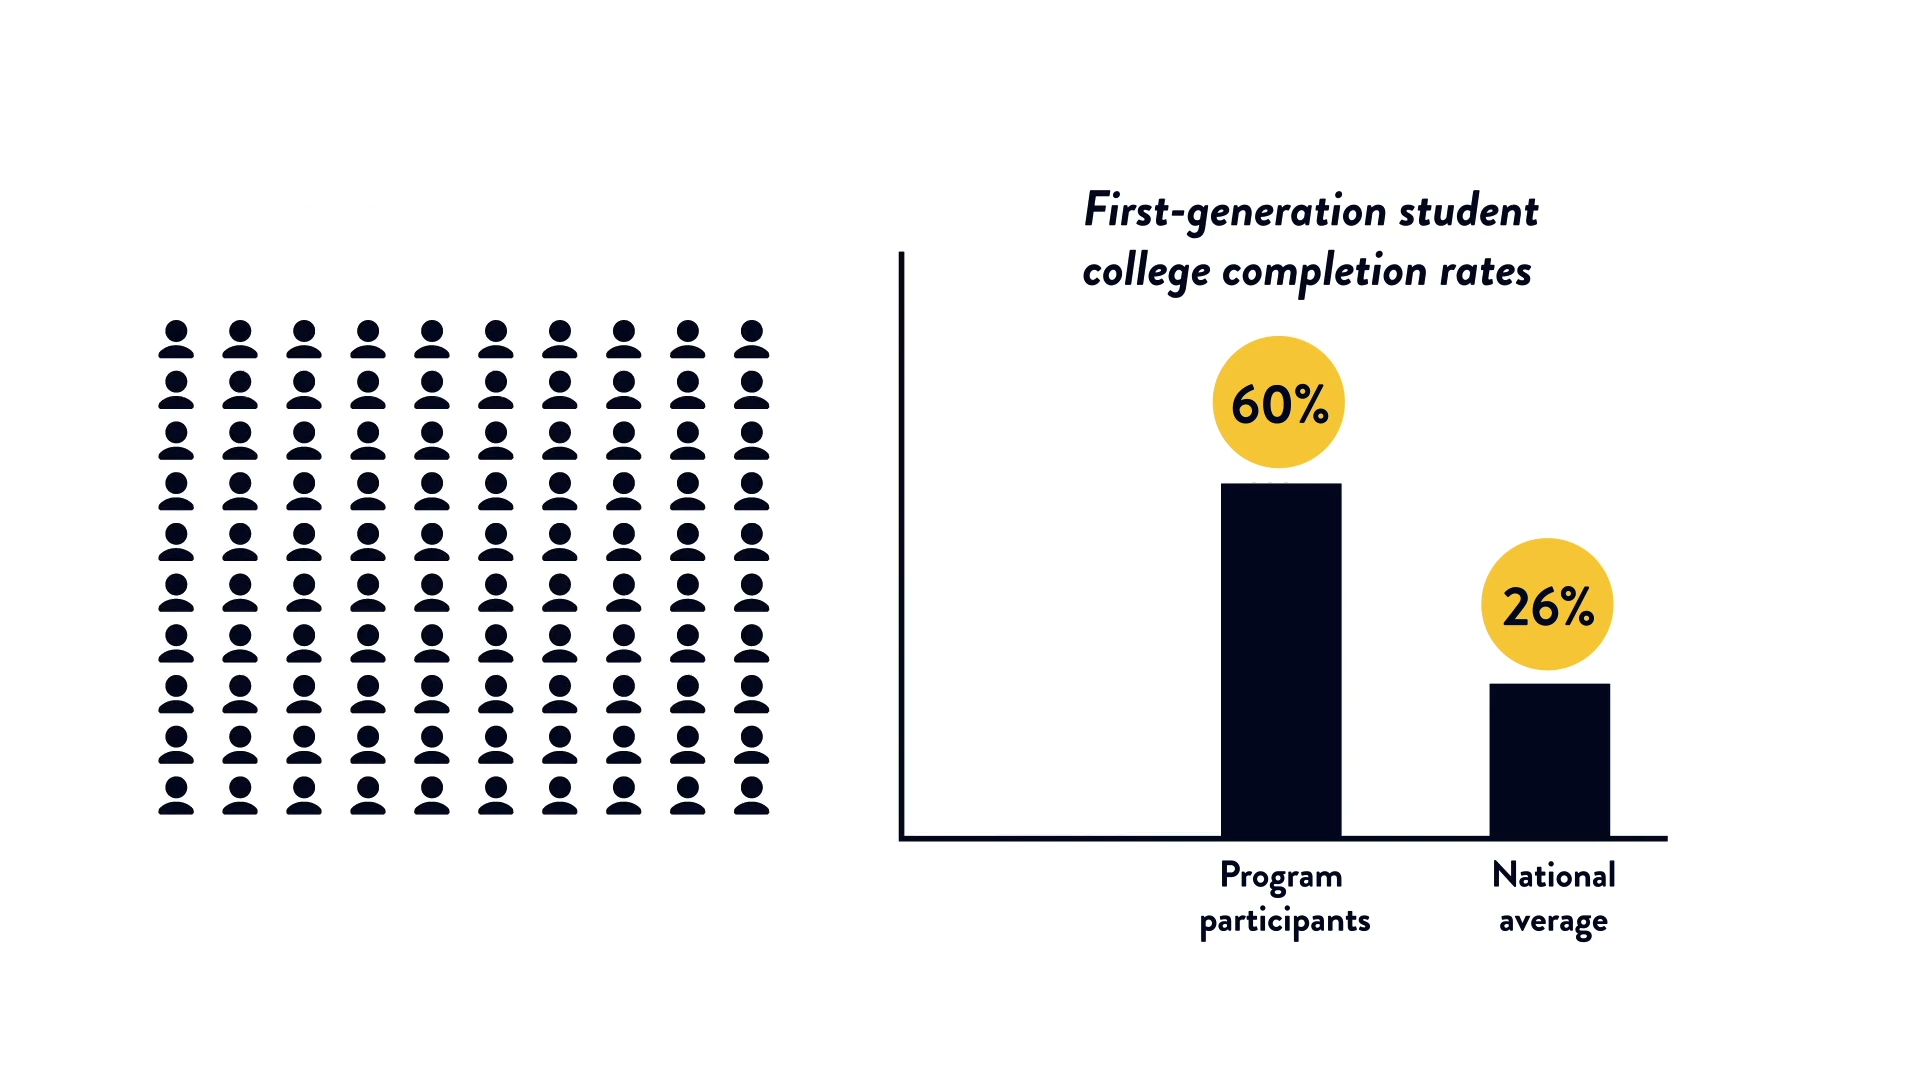 First-generation student
college completion rates
60%
26%
Program
participants
National
average